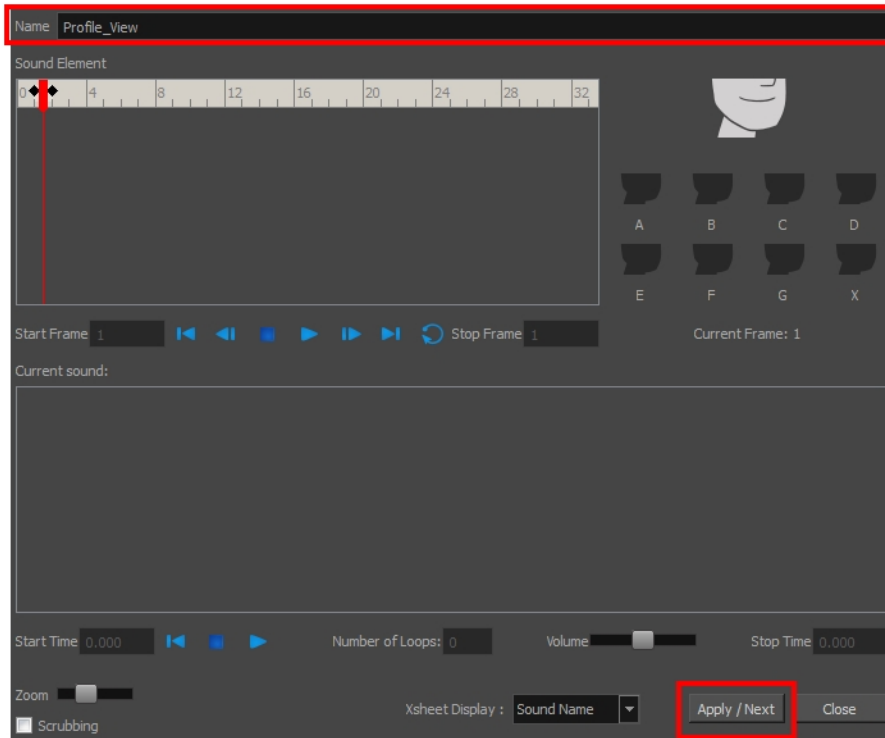 Name Profile_View
Sound Element
0 4 8 12 16 20 24 28 32
A B C D
E F G X
Start Frame 1 Stop Frame 1 Current Frame: 1
Current sound:
Start Time 0.000 Number of Loops: 0 Volume Stop Time 0.000
Zoom
Xsheet Display : Sound Name Apply / Next Close
Scrubbing